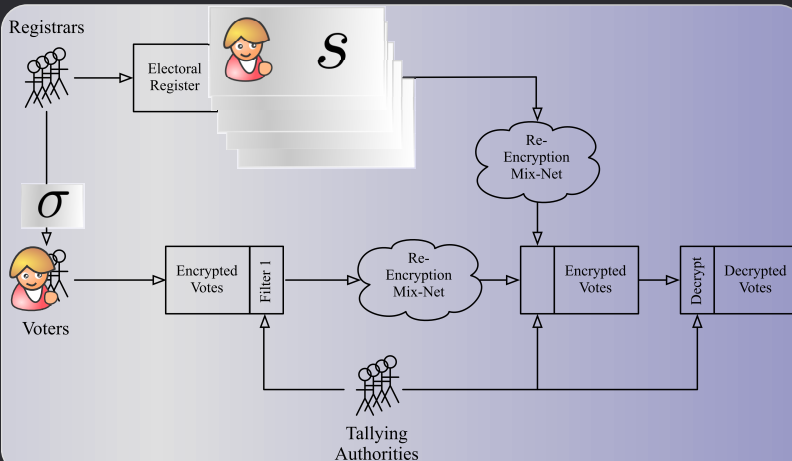 Registrars
Electoral
Register
S
Re-
Encryption
Mix-Net
σ
Encrypted
Votes
Filter 1
Re-
Encryption
Mix-Net
Encrypted
Votes
Decrypt
Decrypted
Votes
Voters
Tallying
Authorities